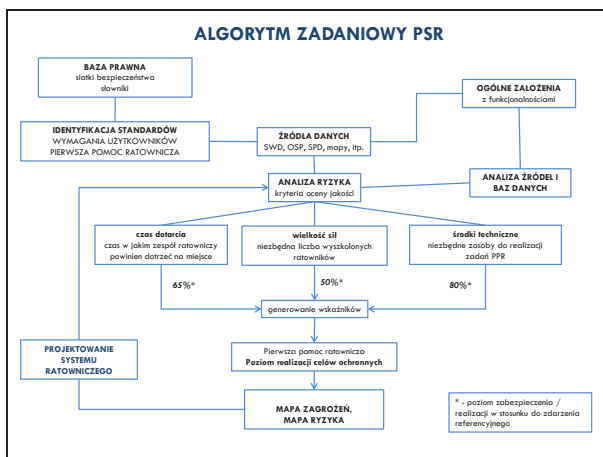 ALGORYTM ZADANIOWY PSR
BAZA PRAWNA
siatki bezpieczeństwa
słowniki
OGÓLNE ZAŁOŻENIA
z funkcjonalnościami
IDENTYFIKACJA STANDARDÓW
WYMAGANIA UŻYTKOWNIKÓW
PIERWSZA POMOC RATOWNICZA
ŹRÓDŁA DANYCH
SWD, OSP, SPD, mapy, itp.
ANALIZA RYZYKA
kryteria oceny jakości
ANALIZA ŹRÓDEŁ I
BAZ DANYCH
czas dotarcia
czas w jakim zespół ratowniczy
powinien dotrzeć na miejsce
wielkość sił
niezbędna liczba wyszkolonych
ratowników
środki techniczne
niezbędne zasoby do realizacji
zadań PPR
65%*
50%*
80%*
generowanie wskaźników
PROJEKTOWANIE
SYSTEMU
RATOWNICZEGO
Pierwsza pomoc ratownicza
Poziom realizacji celów ochronnych
MAPA ZAGROŻEŃ,
MAPA RYZYKA
* - poziom zabezpieczenia /
realizacji w stosunku do zdarzenia
referencyjnego